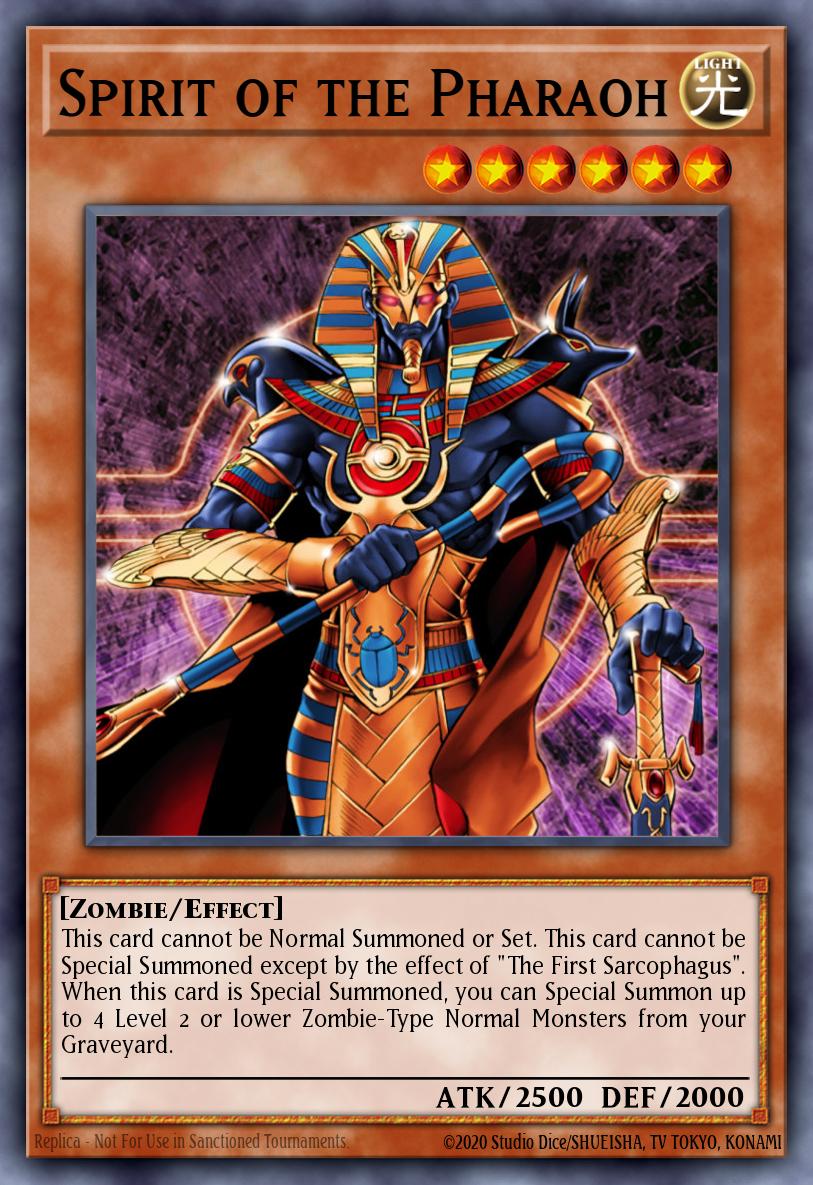 Spirit of the Pharaoh
LIGHT
光
[Zombie/Effect]
This card cannot be Normal Summoned or Set. This card cannot be
Special Summoned except by the effect of "The First Sarcophagus".
When this card is Special Summoned, you can Special Summon up
to 4 Level 2 or lower Zombie-Type Normal Monsters from your
Graveyard.
ATK/2500 DEF/2000
Replica - Not For Use in Sanctioned Tournaments.
©2020 Studio Dice/SHUEISHA, TV TOKYO, KONAMI